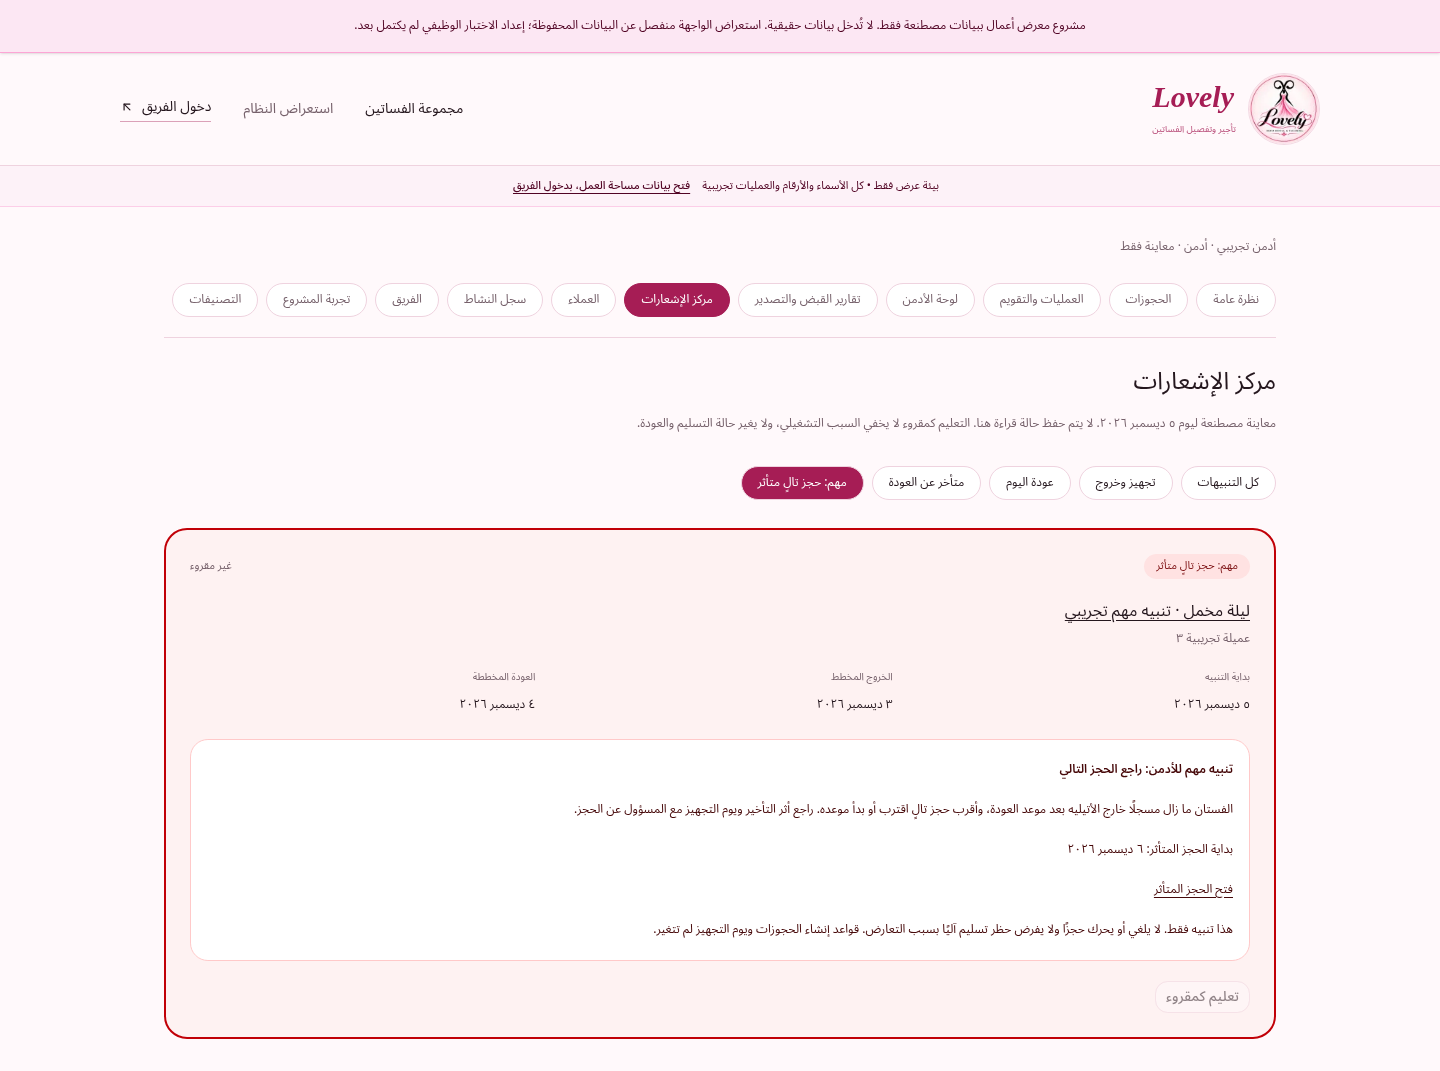 مشروع معرض أعمال ببيانات مصطنعة فقط. لا تُدخل بيانات حقيقية. استعراض الواجهة منفصل عن البيانات المحفوظة؛ إعداد الاختبار الوظيفي لم يكتمل بعد.
Lovely
Lovely
تأجير وتفصيل الفساتين
مجموعة الفساتين
استعراض النظام
دخول الفريق
بيئة عرض فقط • كل الأسماء والأرقام والعمليات تجريبية فتح بيانات مساحة العمل، بدخول الفريق
أدمن تجريبي · أدمن · معاينة فقط
نظرة عامة
الحجوزات
العمليات والتقويم
لوحة الأدمن
تقارير القبض والتصدير
مركز الإشعارات
العملاء
سجل النشاط
الفريق
تجربة المشروع
التصنيفات
مركز الإشعارات
معاينة مصطنعة ليوم ٥ ديسمبر ٢٠٢٦. لا يتم حفظ حالة قراءة هنا. التعليم كمقروء لا يخفي السبب التشغيلي، ولا يغير حالة التسليم والعودة.
كل التنبيهات
تجهيز وخروج
عودة اليوم
متأخر عن العودة
مهم: حجز تالٍ متأثر
مهم: حجز تالٍ متأثر
غير مقروء
ليلة مخمل · تنبيه مهم تجريبي
عميلة تجريبية ٣
بداية التنبيه
الخروج المخطط
العودة المخططة
٥ ديسمبر ٢٠٢٦
٣ ديسمبر ٢٠٢٦
٤ ديسمبر ٢٠٢٦
تنبيه مهم للأدمن: راجع الحجز التالي
الفستان ما زال مسجلًا خارج الأتيليه بعد موعد العودة، وأقرب حجز تالٍ اقترب أو بدأ موعده. راجع أثر التأخير ويوم التجهيز مع المسؤول عن الحجز.
بداية الحجز المتأثر: ٦ ديسمبر ٢٠٢٦
فتح الحجز المتأثر
هذا تنبيه فقط. لا يلغي أو يحرك حجزًا ولا يفرض حظر تسليم آليًا بسبب التعارض. قواعد إنشاء الحجوزات ويوم التجهيز لم تتغير.
تعليم كمقروء